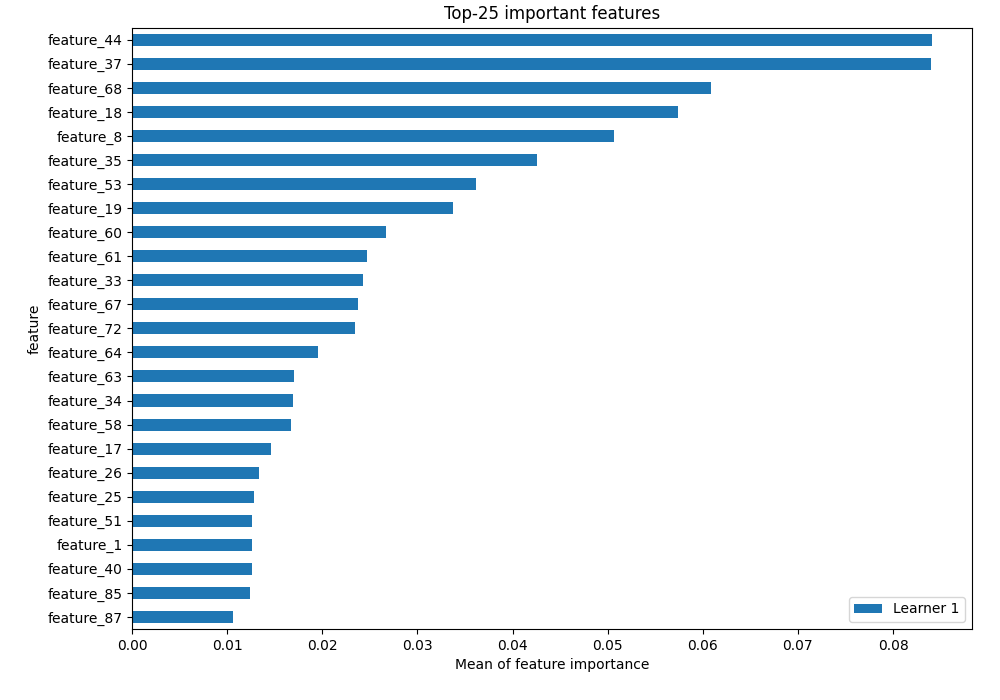 Top-25 important features
feature_44
feature_37
feature_68
feature_18
feature_8
feature_35
feature_53
feature_19
feature_60
feature_61
feature_33
feature_67
feature_72
feature_64
feature_63
feature_34
feature_58
feature_17
feature_26
feature_25
feature_51
feature_1
feature_40
feature_85
feature_87
feature
Learner 1
0.00 0.01 0.02 0.03 0.04 0.05 0.06 0.07 0.08
Mean of feature importance